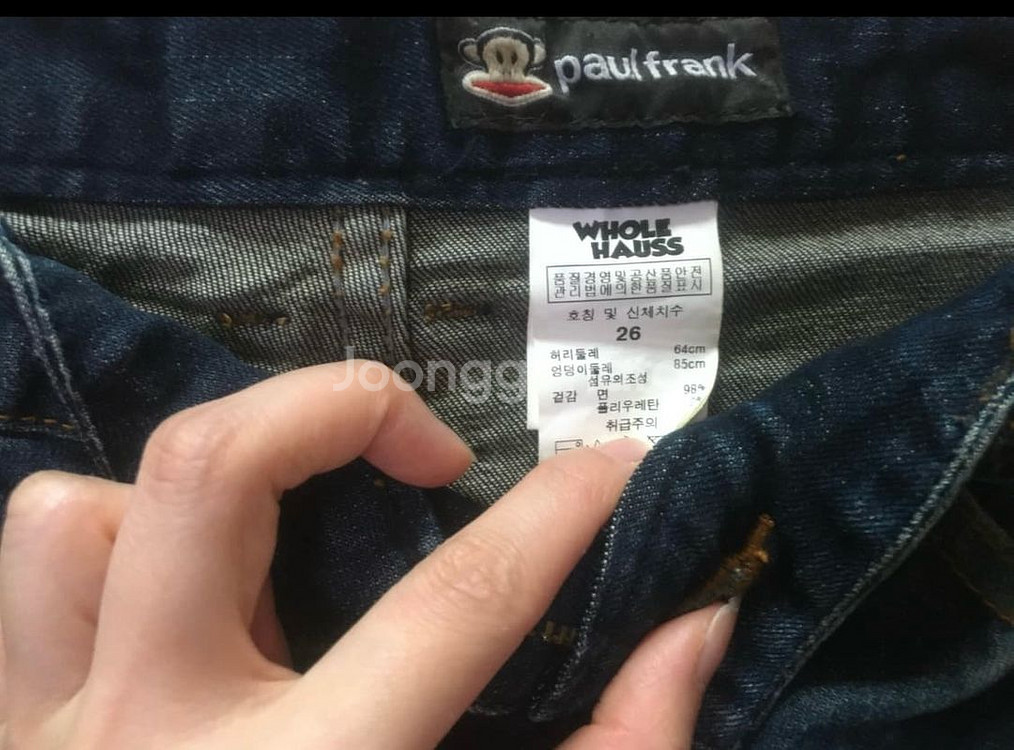 paul frank
WHOLE
HAUSS
품질경영및공산품안전
관리법에의한품질표시
호칭 및 신체치수
26
허리둘레 64cm
엉덩이둘레 85cm
섬유의조성
겉감 면 98%
폴리우레탄
취급주의
Joongg